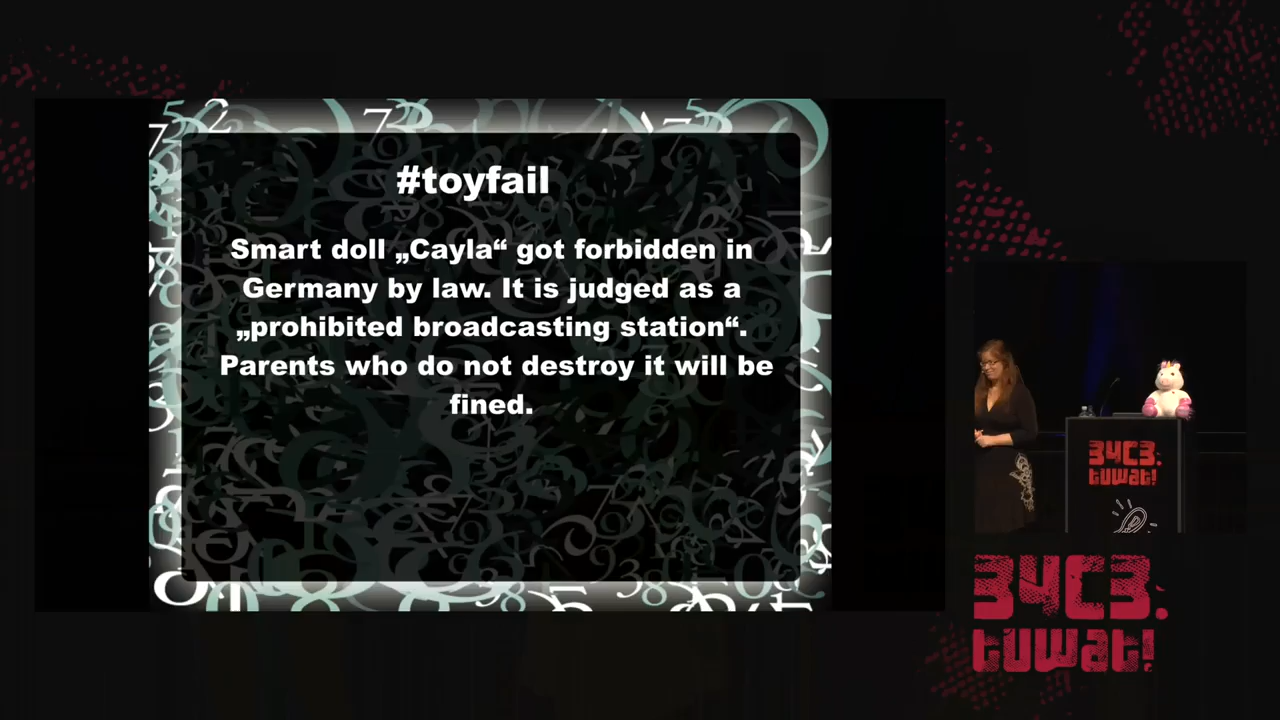 #toyfail
Smart doll „Cayla“ got forbidden in
Germany by law. It is judged as a
„prohibited broadcasting station“.
Parents who do not destroy it will be
fined.
34C3.
tuwat!
34C3.
tuwat!